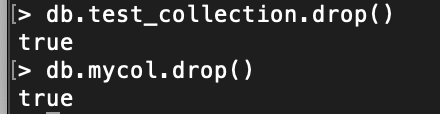 [> db.test_collection.drop()
true
[> db.mycol.drop()
true